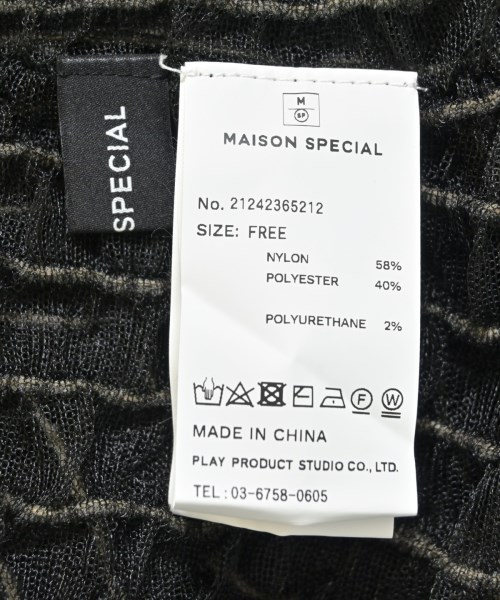 SPECIAL
M
SP
MAISON SPECIAL
No. 21242365212
SIZE: FREE
NYLON 58%
POLYESTER 40%
POLYURETHANE 2%
F W
MADE IN CHINA
PLAY PRODUCT STUDIO CO., LTD.
TEL: 03-6758-0605